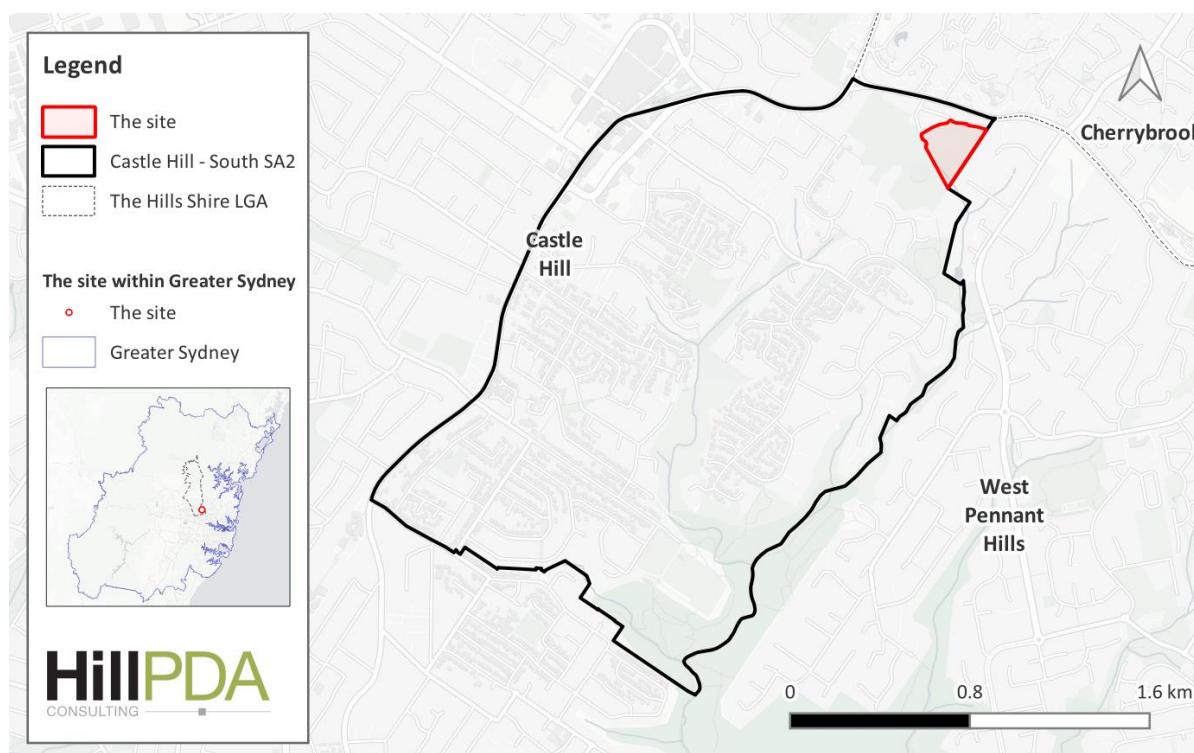 Legend
The site
Castle Hill - South SA2
The Hills Shire LGA
The site within Greater Sydney
The site
Greater Sydney
HillPDA
CONSULTING
Castle
Hill
Cherrybrook
West
Pennant
Hills
0 0.8 1.6 km